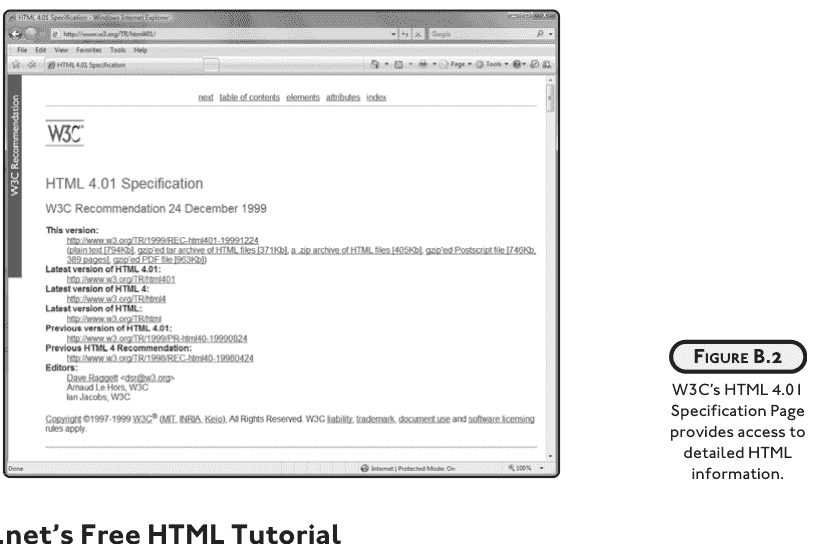 HTML 4.01 Specification - Windows Internet Explorer
http://www.w3.org/TR/html401/
Google
File Edit View Favorites Tools Help
HTML 4.01 Specification
Page Tools
W3C Recommendation
next table of contents elements attributes index
W3C®
HTML 4.01 Specification
W3C Recommendation 24 December 1999
This version:
http://www.w3.org/TR/1999/REC-html401-19991224
(plain text [794Kb], gzip'ed tar archive of HTML files [371Kb], a .zip archive of HTML files [405Kb], gzip'ed Postscript file [746Kb,
389 pages], gzip'ed PDF file [963Kb])
Latest version of HTML 4.01:
http://www.w3.org/TR/html401
Latest version of HTML 4:
http://www.w3.org/TR/html4
Latest version of HTML:
http://www.w3.org/TR/html
Previous version of HTML 4.01:
http://www.w3.org/TR/1999/PR-html40-19990824
Previous HTML 4 Recommendation:
http://www.w3.org/TR/1998/REC-html40-19980424
Editors:
Dave Raggett <dsr@w3.org>
Arnaud Le Hors, W3C
Ian Jacobs, W3C
Copyright ©1997-1999 W3C® (MIT, INRIA, Keio), All Rights Reserved. W3C liability, trademark, document use and software licensing
rules apply.
Done
Internet | Protected Mode: On
100%
FIGURE B.2
W3C's HTML 4.01
Specification Page
provides access to
detailed HTML
information.
.net's Free HTML Tutorial